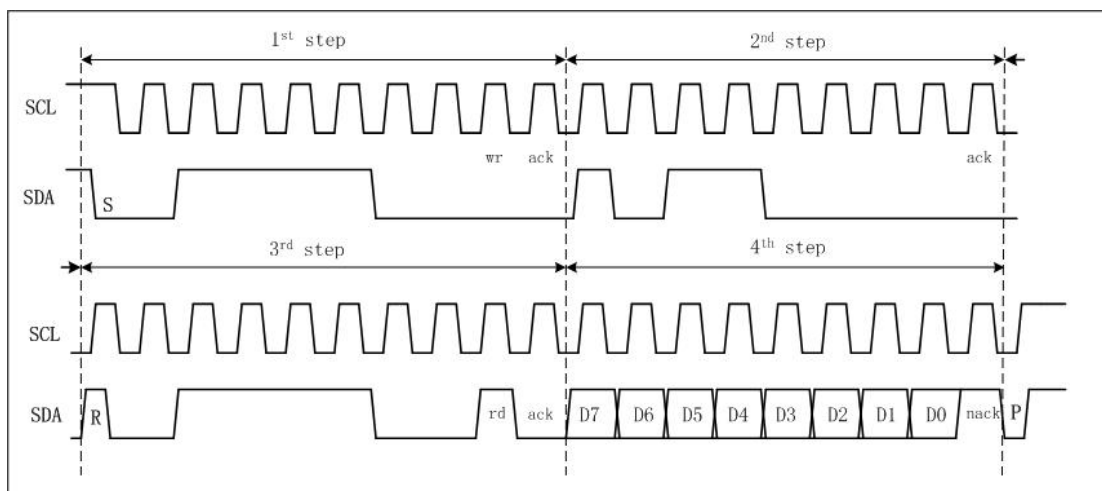 1st step 2nd step
SCL
wr ack ack
SDA S
3rd step 4th step
SCL
SDA R rd ack D7 D6 D5 D4 D3 D2 D1 D0 nack P